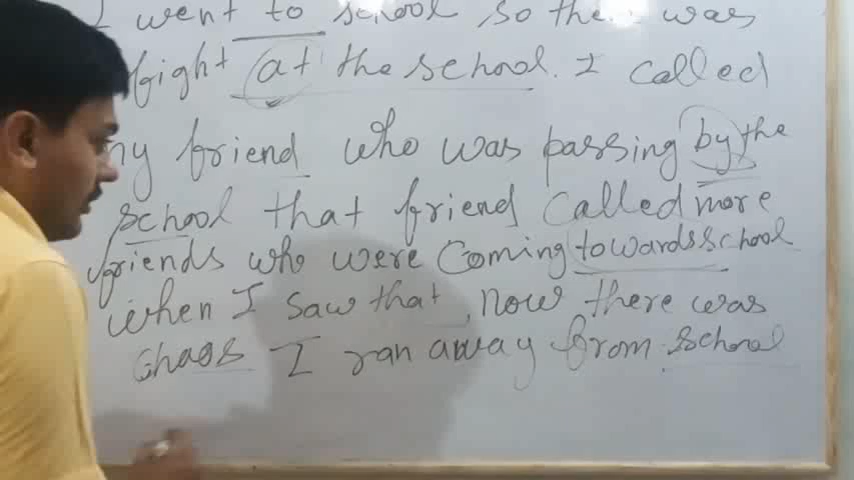 I went to school so the was
fight at the school. I called
my friend who was passing by the
school that friend called more
friends who were coming towards school
when I saw that, now there was
chaos I ran away from school